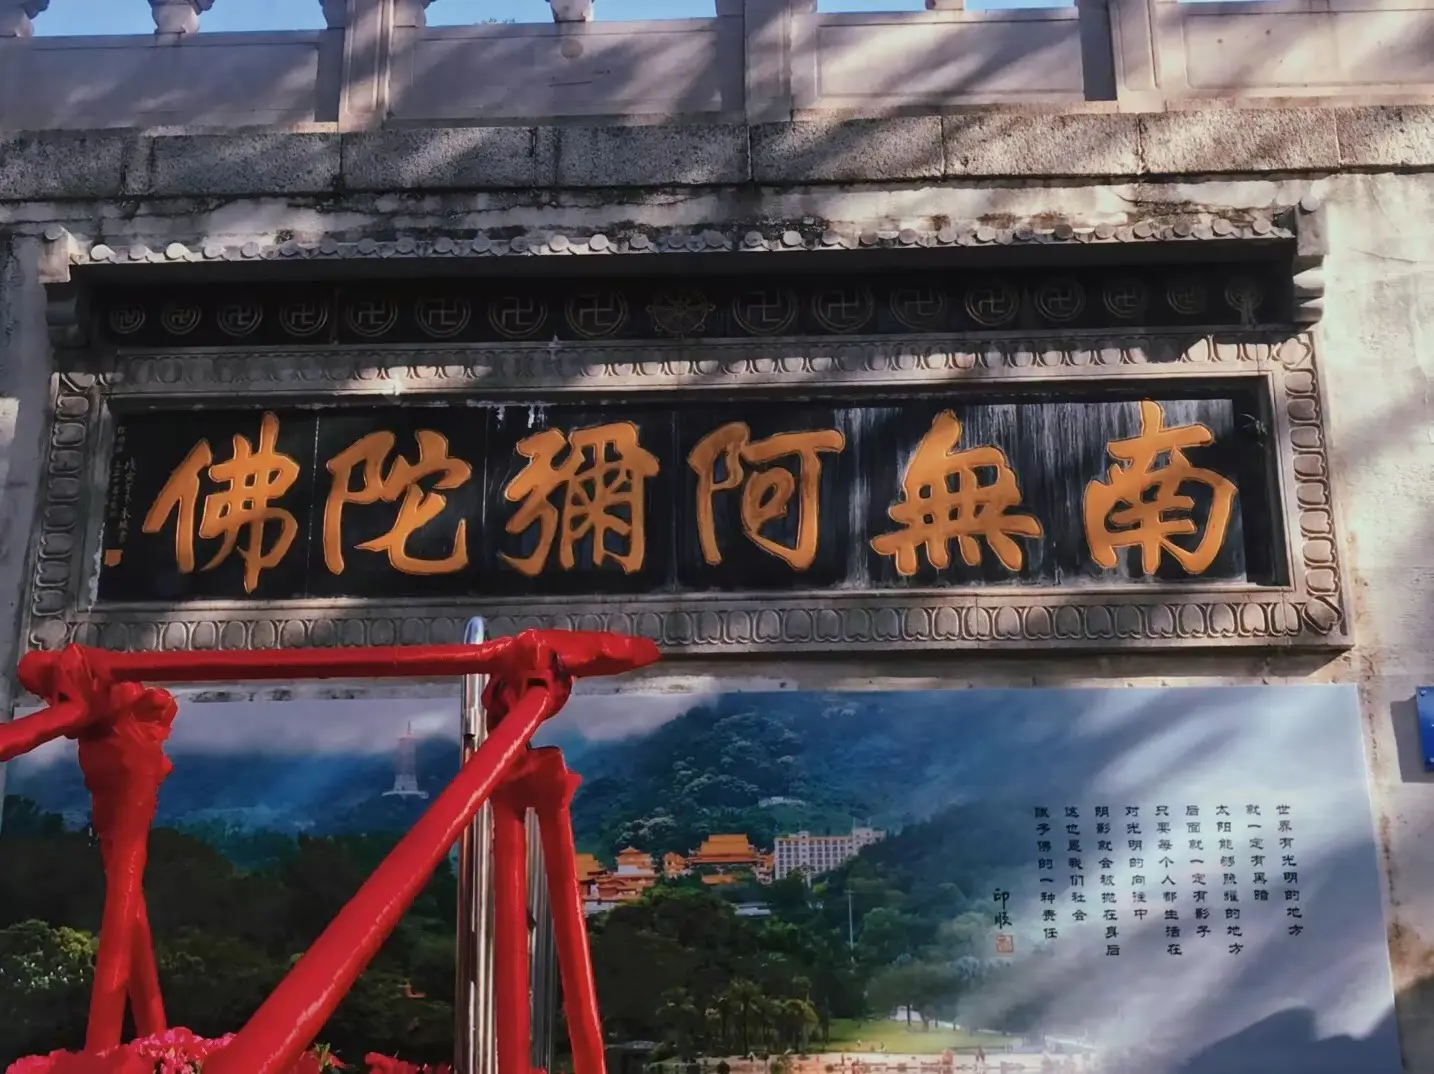 南無阿彌陀佛
世界有光明的地方
就一定有黑暗
太阳能够照耀的地方
后面就一定有影子
只要每个人都生活在
对光明的向往中
阴影就会被抛在身后
这也是我们社会
赋予佛的一种责任
印顺